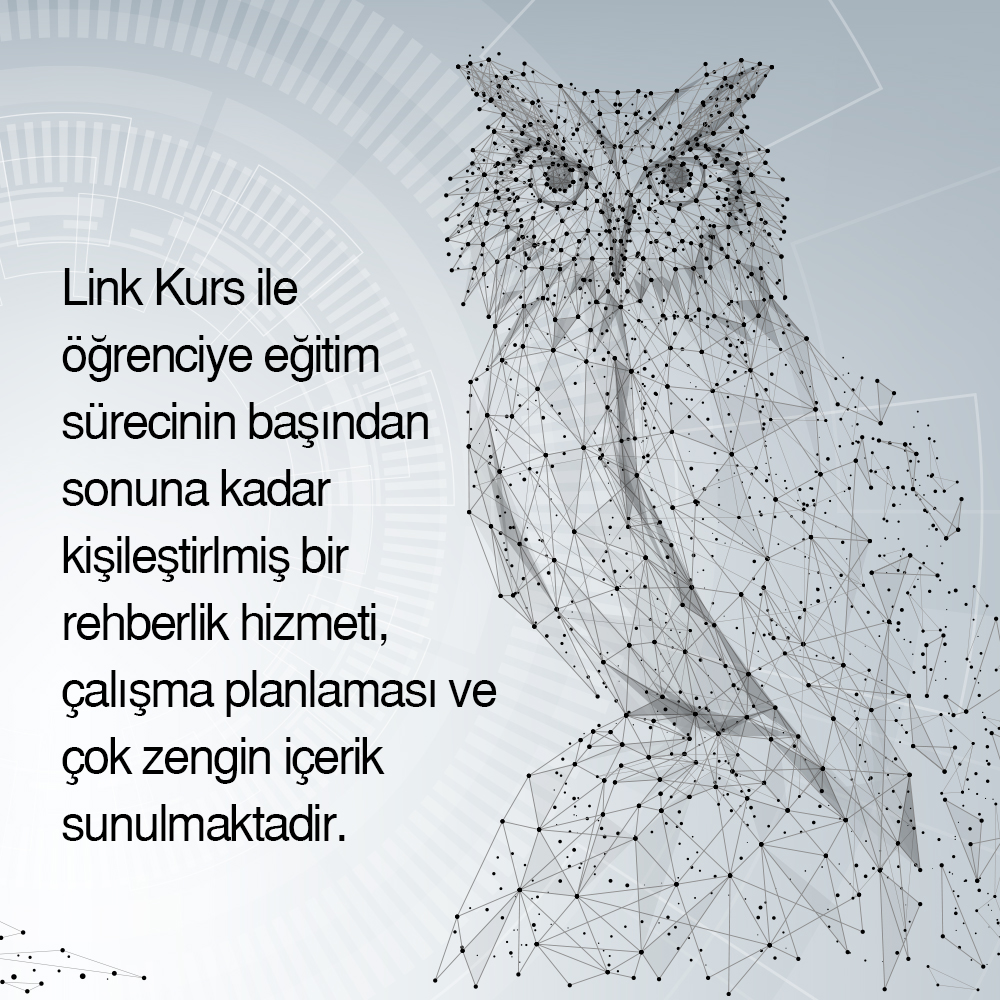 Link Kurs ile
öğrenciye eğitim
sürecinin başından
sonuna kadar
kişileştirlmiş bir
rehberlik hizmeti,
çalışma planlaması ve
çok zengin içerik
sunulmaktadir.